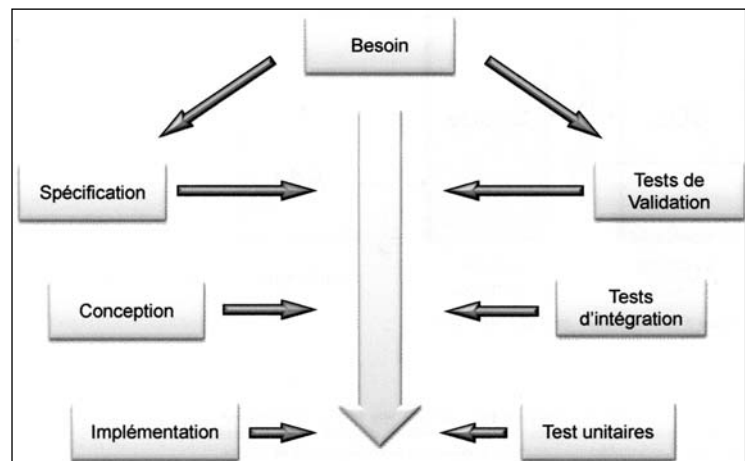 Besoin
Spécification
Tests de
Validation
Conception
Tests
d'intégration
Implémentation
Test unitaires